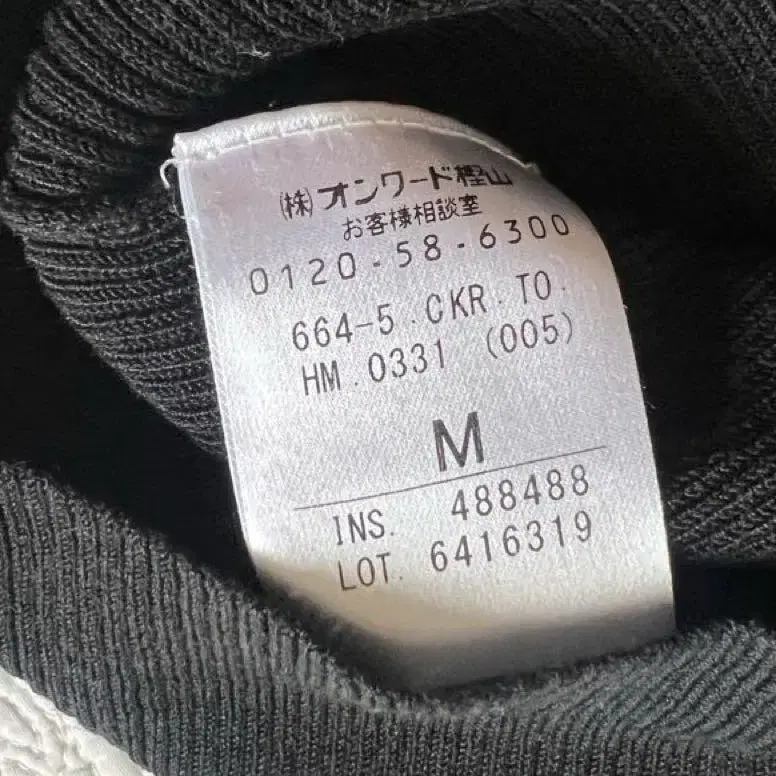 (株)オンワード樫山
お客様相談室
0120-58-6300
664-5.CKR.TO.
HM.0331 (005)
M
INS. 488488
LOT. 6416319